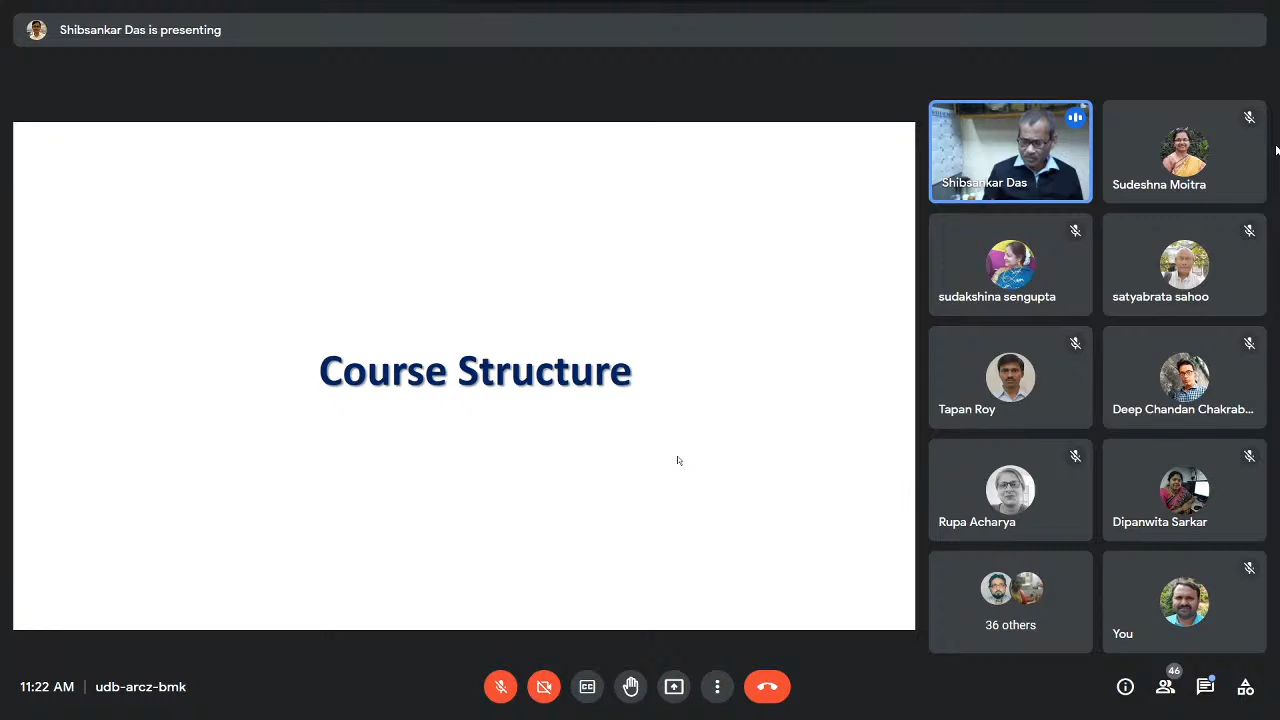 Shibsankar Das is presenting
Course Structure
Shibsankar Das
Sudeshna Moitra
sudakshina sengupta
satyabrata sahoo
Tapan Roy
Deep Chandan Chakrab...
Rupa Acharya
Dipanwita Sarkar
36 others
You
11:22 AM | udb-arcz-bmk
CC
46